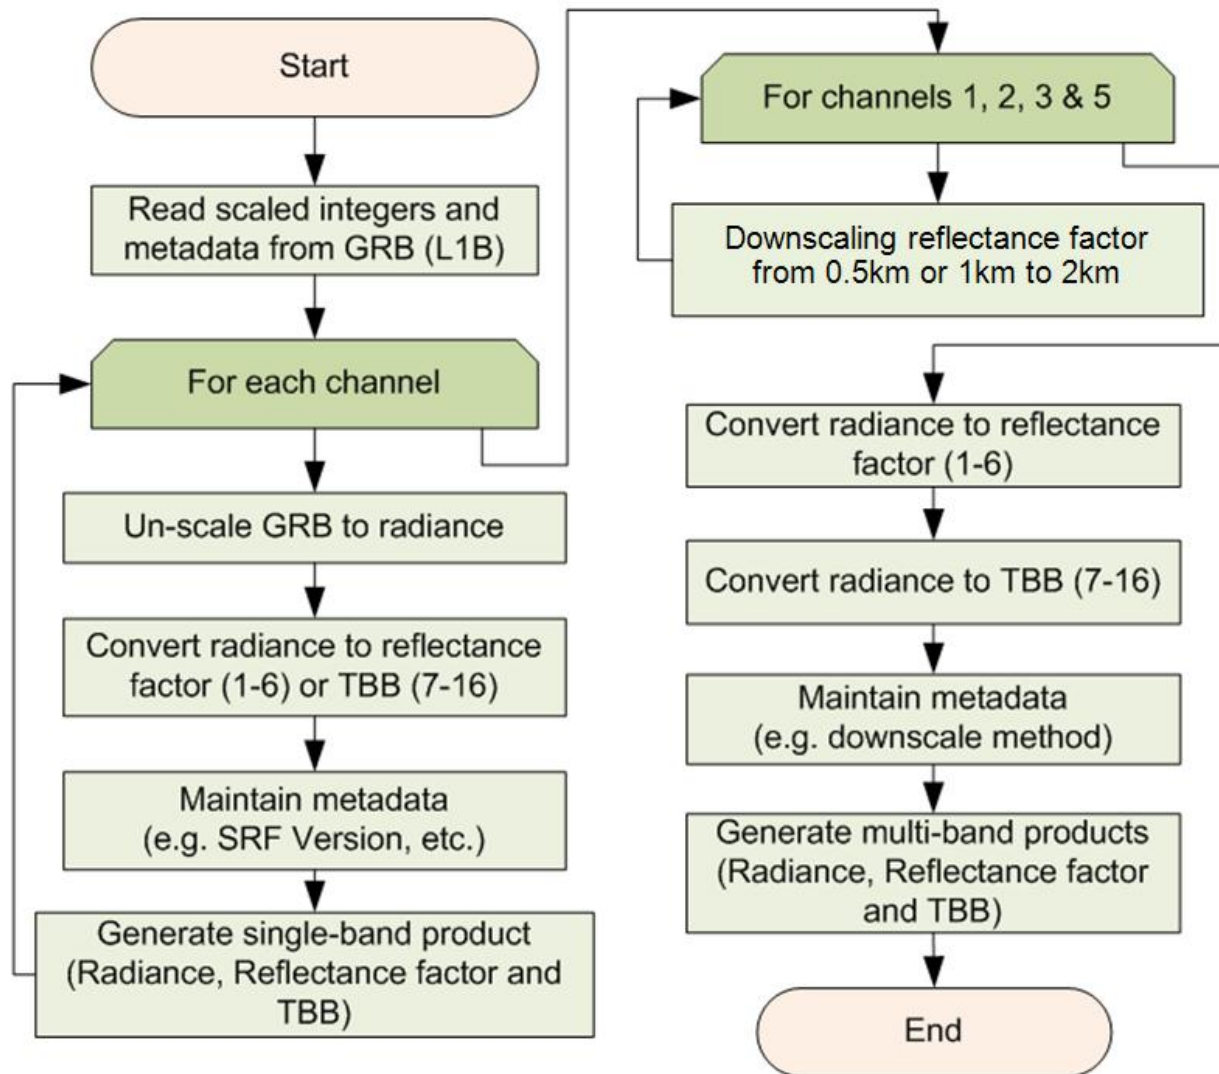 Start
Read scaled integers and
metadata from GRB (L1B)
For each channel
Un-scale GRB to radiance
Convert radiance to reflectance
factor (1-6) or TBB (7-16)
Maintain metadata
(e.g. SRF Version, etc.)
Generate single-band product
(Radiance, Reflectance factor and
TBB)
For channels 1, 2, 3 & 5
Downscaling reflectance factor
from 0.5km or 1km to 2km
Convert radiance to reflectance
factor (1-6)
Convert radiance to TBB (7-16)
Maintain metadata
(e.g. downscale method)
Generate multi-band products
(Radiance, Reflectance factor
and TBB)
End